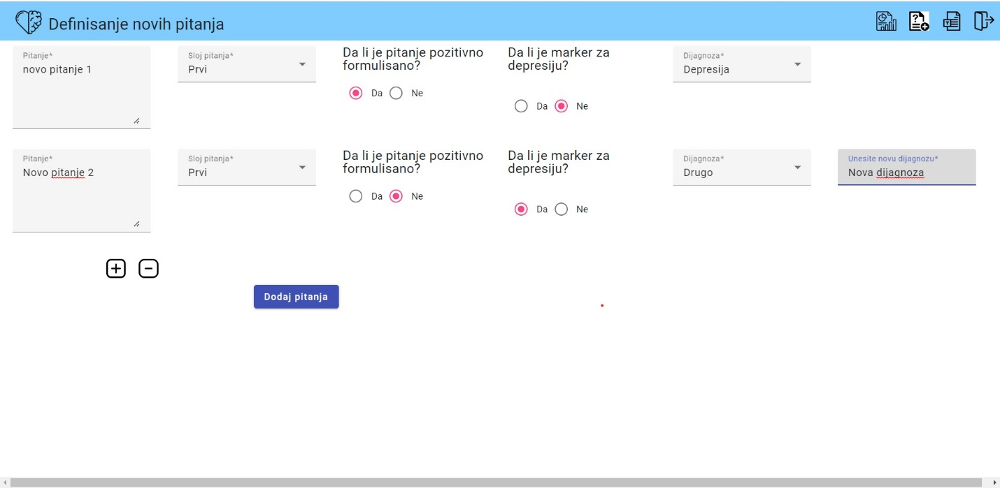 Definisanje novih pitanja
Pitanje*
novo pitanje 1
Sloj pitanja*
Prvi
Da li je pitanje pozitivno
formulisano?
Da Ne
Da li je marker za
depresiju?
Da Ne
Dijagnoza*
Depresija
Pitanje*
Novo pitanje 2
Sloj pitanja*
Prvi
Da li je pitanje pozitivno
formulisano?
Da Ne
Da li je marker za
depresiju?
Da Ne
Dijagnoza*
Drugo
Unesite novu dijagnozu*
Nova dijagnoza
Dodaj pitanja